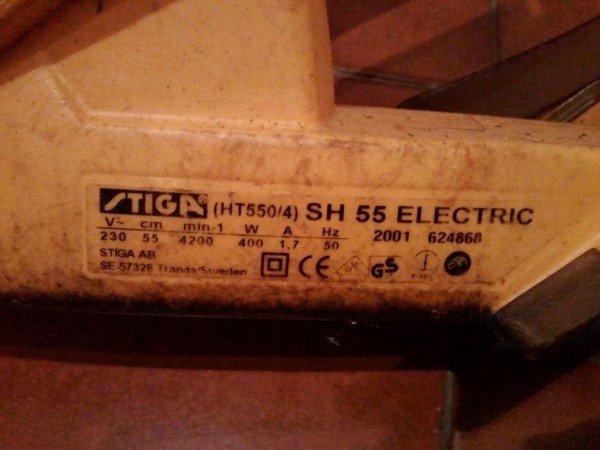 STIGA (HT550/4) SH 55 ELECTRIC
V~ cm min-1 W A Hz
230 55 4200 400 1,7 50 2001 624868
STIGA AB
SE-57328 Tranås/Sweden CE GS